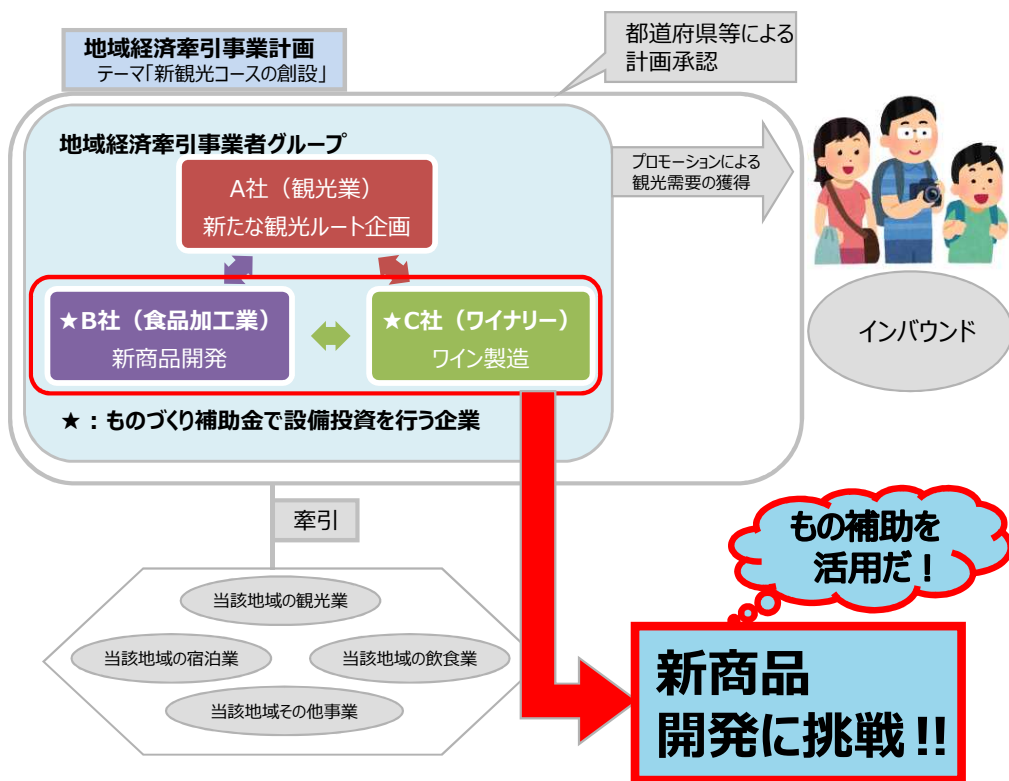 地域経済牽引事業計画
テーマ「新観光コースの創設」
都道府県等による
計画承認
地域経済牽引事業者グループ
A社（観光業）
新たな観光ルート企画
プロモーションによる
観光需要の獲得
★B社（食品加工業）
新商品開発
★C社（ワイナリー）
ワイン製造
インバウンド
★：ものづくり補助金で設備投資を行う企業
牽引
当該地域の観光業
当該地域の宿泊業
当該地域の飲食業
当該地域その他事業
もの補助を
活用だ！
新商品
開発に挑戦!!